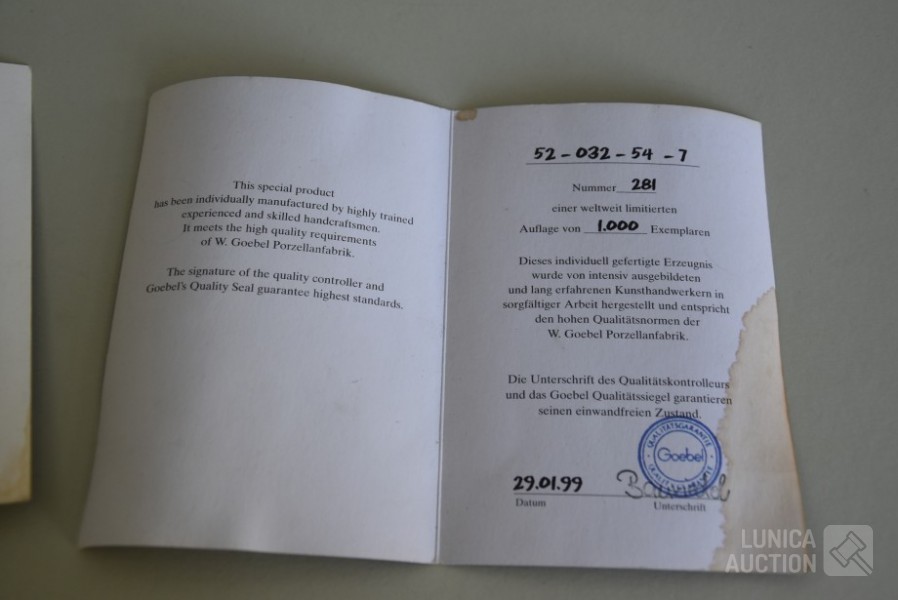 This special product
has been individually manufactured by highly trained
experienced and skilled handcraftsmen.
It meets the high quality requirements
of W. Goebel Porzellanfabrik.
The signature of the quality controller and
Goebel's Quality Seal guarantee highest standards.
52-032-54-7
Nummer 281
einer weltweit limitierten
Auflage von 1.000 Exemplaren
Dieses individuell gefertigte Erzeugnis
wurde von intensiv ausgebildeten
und lang erfahrenen Kunsthandwerkern in
sorgfältiger Arbeit hergestellt und entspricht
den hohen Qualitätsnormen der
W. Goebel Porzellanfabrik.
Die Unterschrift des Qualitätskontrolleurs
und das Goebel Qualitätssiegel garantieren
seinen einwandfreien Zustand.
QUALITÄTSGARANTIE
Goebel
29.01.99
Datum
Unterschrift
LUNICA
AUCTION